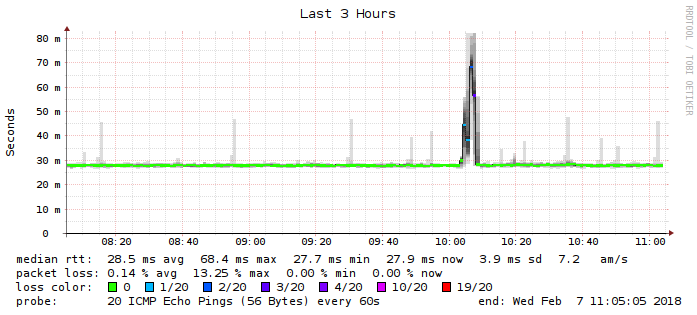 Last 3 Hours
RRDTOOL / TOBI OETIKER
Seconds
80 m
70 m
60 m
50 m
40 m
30 m
20 m
10 m
0
08:20 08:40 09:00 09:20 09:40 10:00 10:20 10:40 11:00
median rtt: 28.5 ms avg 68.4 ms max 27.7 ms min 27.9 ms now 3.9 ms sd 7.2 am/s
packet loss: 0.14 % avg 13.25 % max 0.00 % min 0.00 % now
loss color: 0 1/20 2/20 3/20 4/20 10/20 19/20
probe: 20 ICMP Echo Pings (56 Bytes) every 60s end: Wed Feb 7 11:05:05 2018